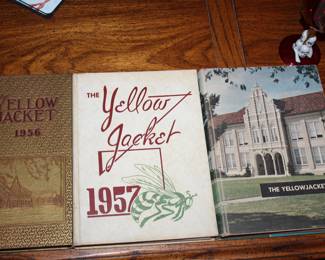 YELLOW
JACKET
1956
THE
Yellow
Jacket
1957
THE YELLOWJACKET